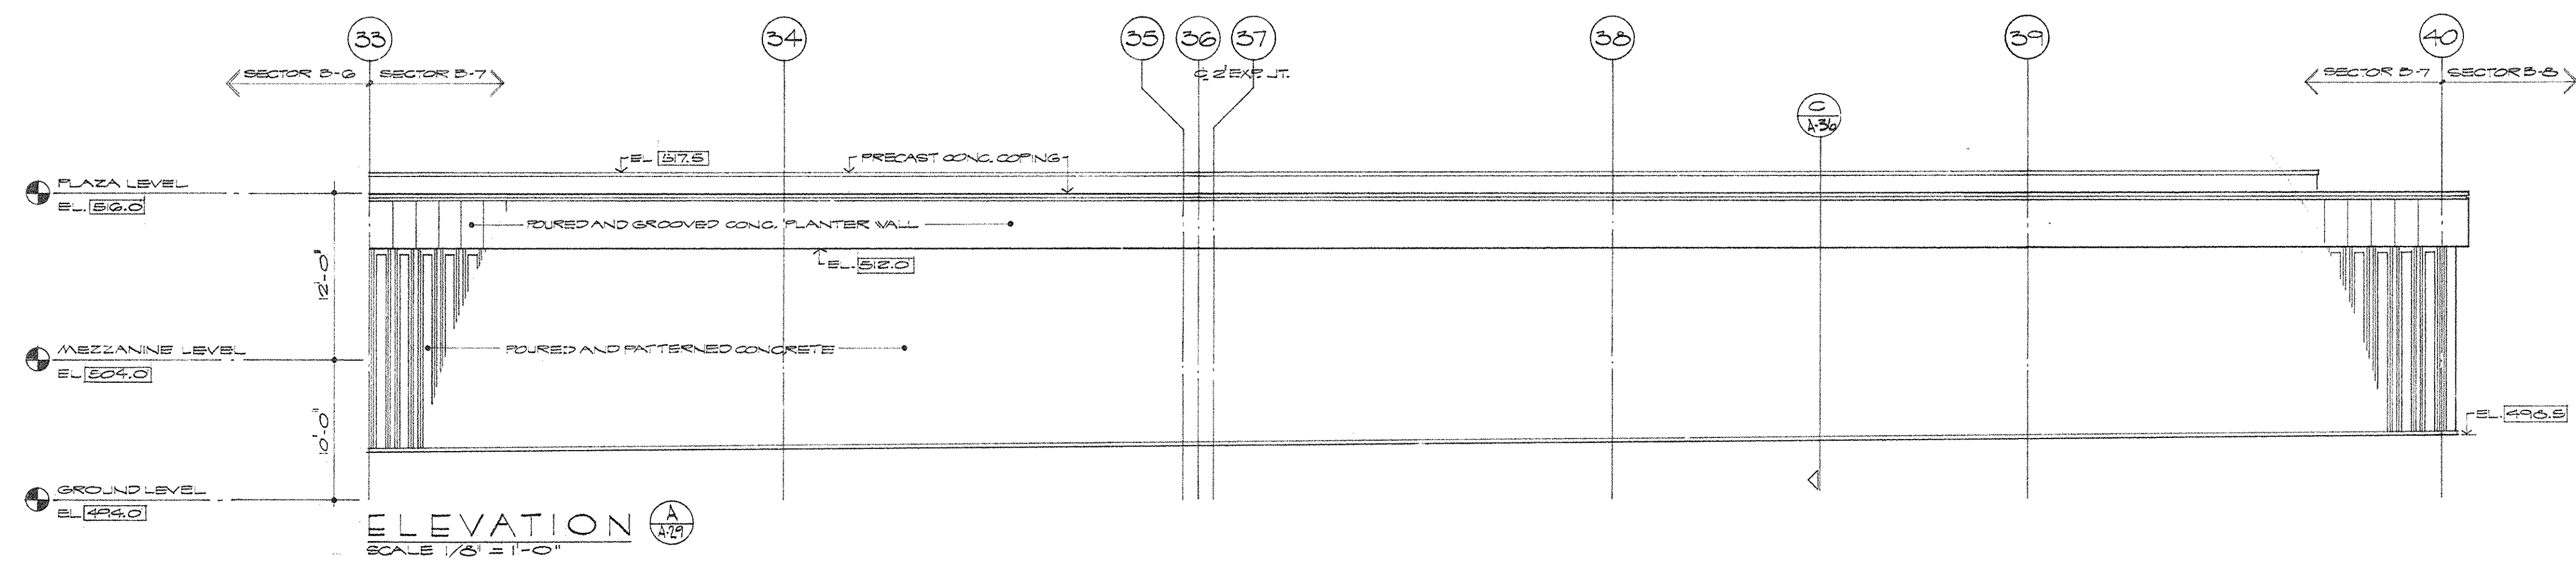 33
34
35
36
37
38
39
40
SECTOR B-6
SECTOR B-7
℄ 2" EXP. JT.
SECTOR B-7
SECTOR B-8
C
A-36
EL 517.5
PRECAST CONC. COPING
PLAZA LEVEL
EL. 516.0
POURED AND GROOVED CONC. PLANTER WALL
EL. 512.0
12'-0"
MEZZANINE LEVEL
EL 504.0
POURED AND PATTERNED CONCRETE
10'-0"
EL. 498.5
GROUND LEVEL
EL 494.0
ELEVATION
A
A-29
SCALE 1/8" = 1'-0"